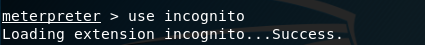 meterpreter > use incognito
Loading extension incognito...Success.